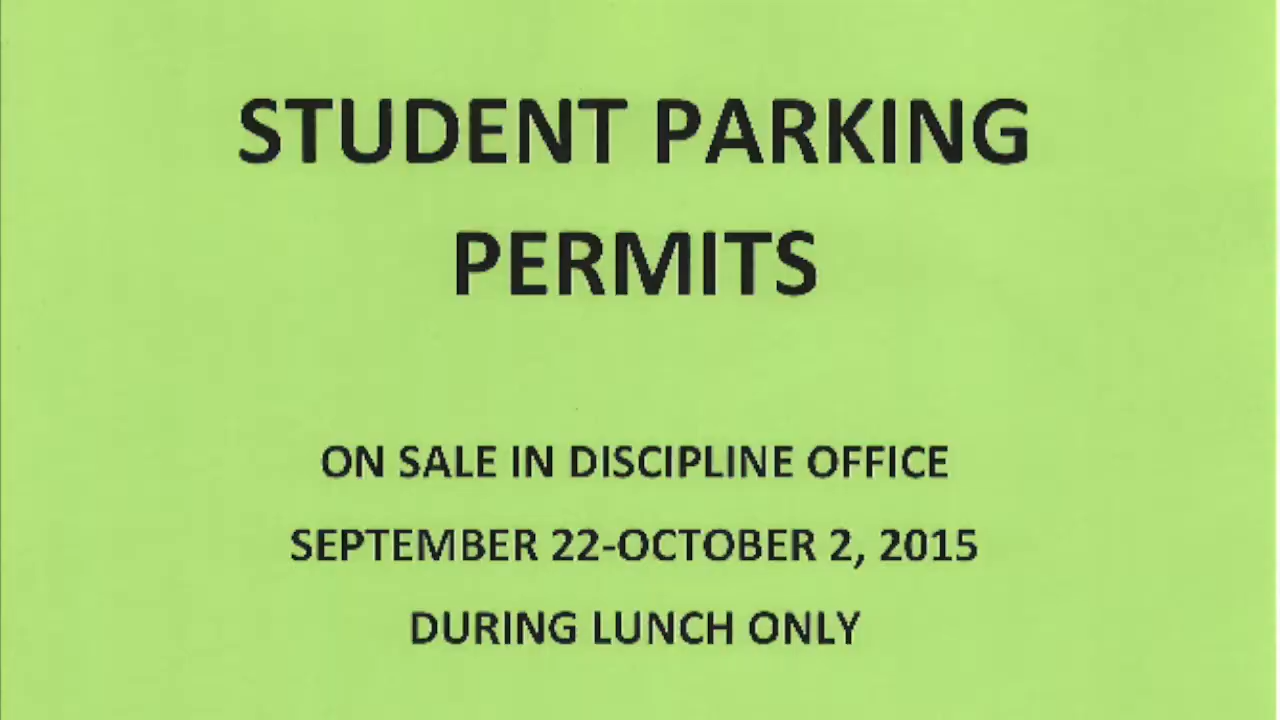 STUDENT PARKING
PERMITS
ON SALE IN DISCIPLINE OFFICE
SEPTEMBER 22-OCTOBER 2, 2015
DURING LUNCH ONLY